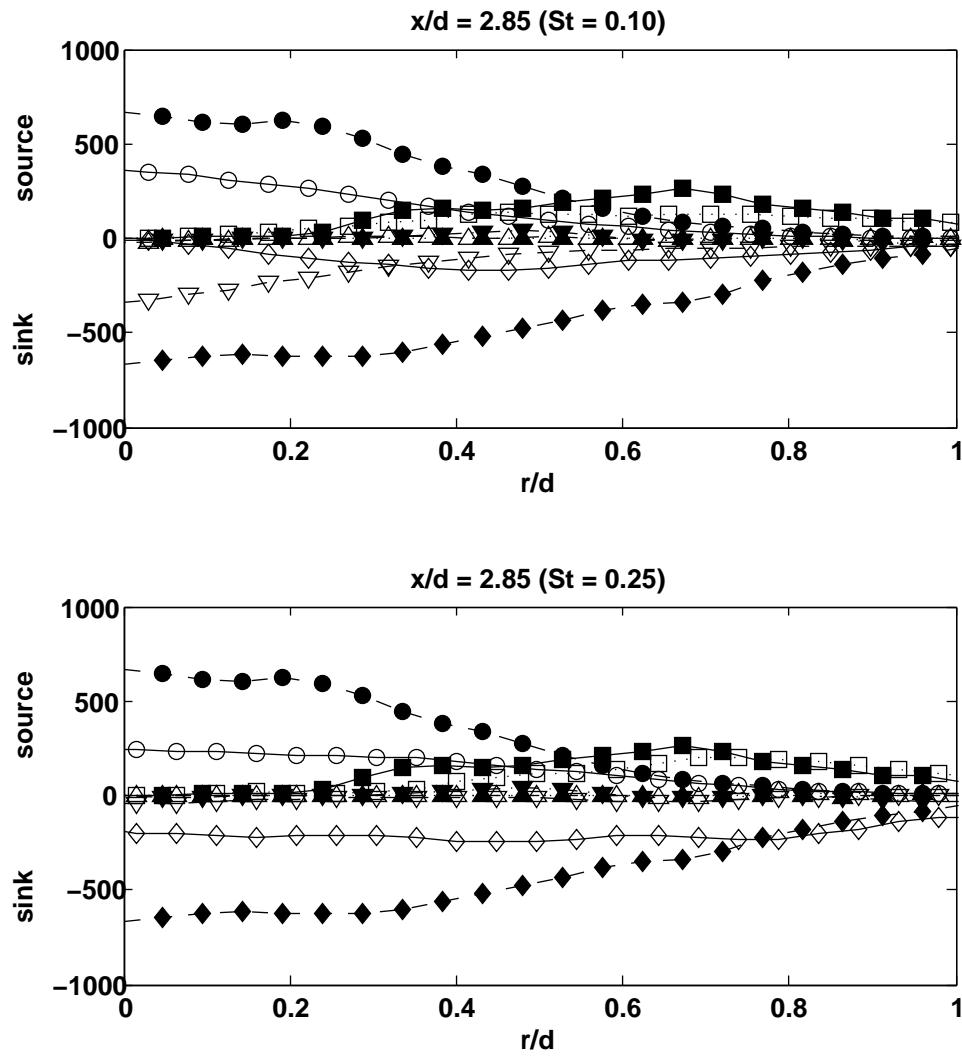 x/d = 2.85 (St = 0.10)
1000
500
0
−500
−1000
source
sink
0
0.2
0.4
0.6
0.8
1
r/d
x/d = 2.85 (St = 0.25)
1000
500
0
−500
−1000
source
sink
0
0.2
0.4
0.6
0.8
1
r/d